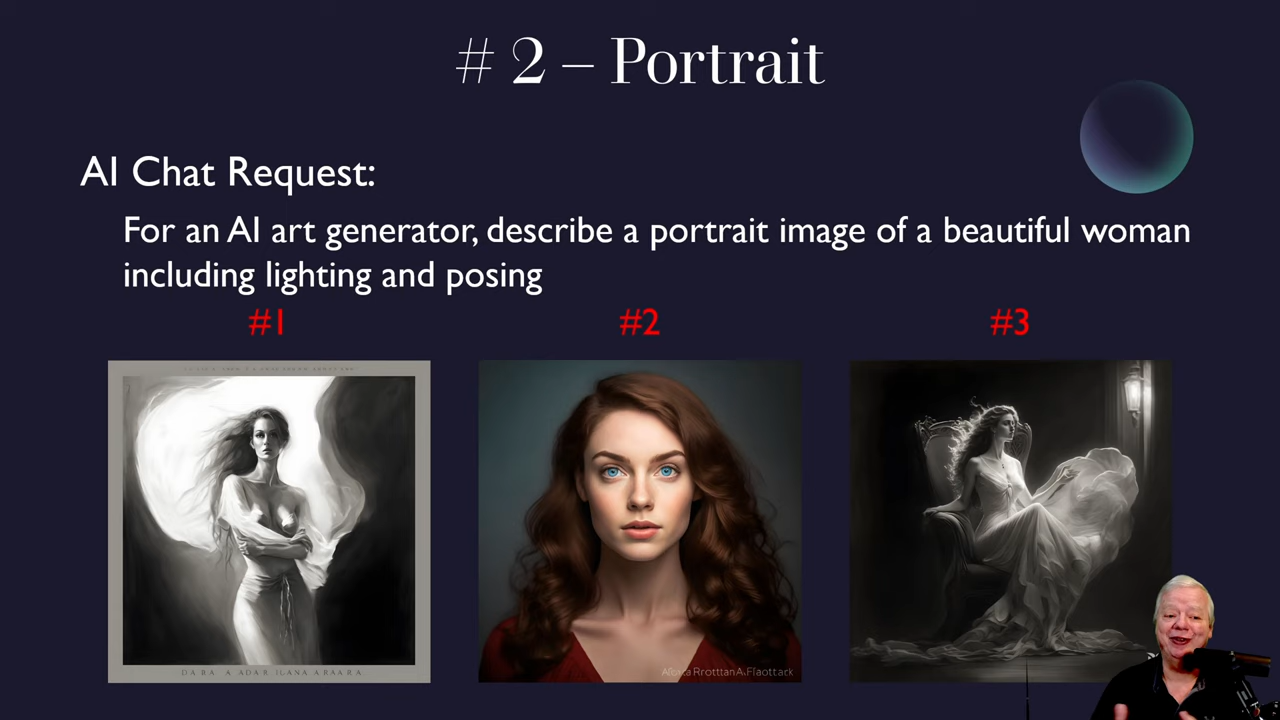 # 2 – Portrait
AI Chat Request:
For an AI art generator, describe a portrait image of a beautiful woman
including lighting and posing
#1
#2
#3